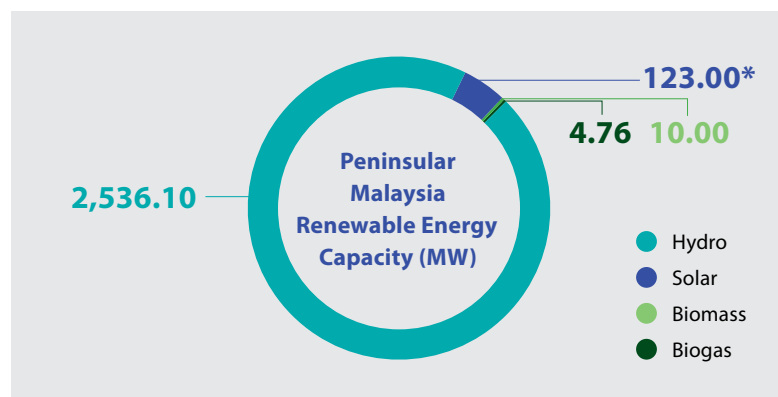 123.00*
4.76 10.00
2,536.10
Peninsular
Malaysia
Renewable Energy
Capacity (MW)
Hydro
Solar
Biomass
Biogas